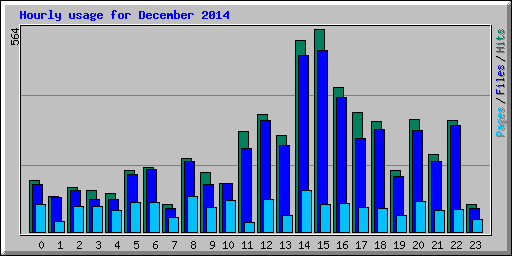 Hourly usage for December 2014
564
Pages / Files / Hits
0 1 2 3 4 5 6 7 8 9 10 11 12 13 14 15 16 17 18 19 20 21 22 23